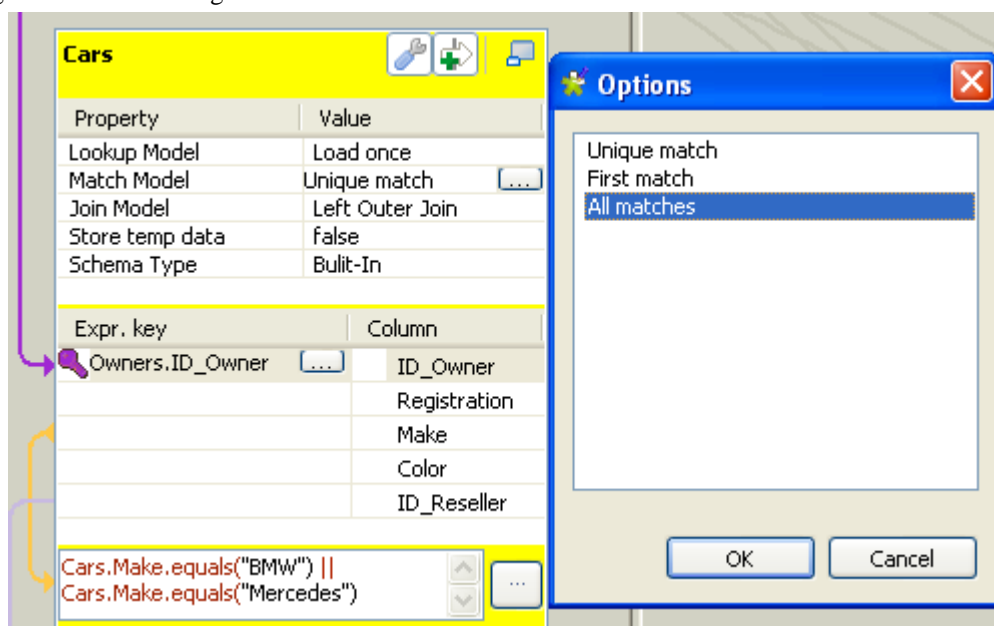 Cars
Property Value
Lookup Model Load once
Match Model Unique match ...
Join Model Left Outer Join
Store temp data false
Schema Type Bulit-In
Expr. key Column
Owners.ID_Owner ... ID_Owner
Registration
Make
Color
ID_Reseller
Cars.Make.equals("BMW") ||
Cars.Make.equals("Mercedes")
...
Options
Unique match
First match
All matches
OK Cancel